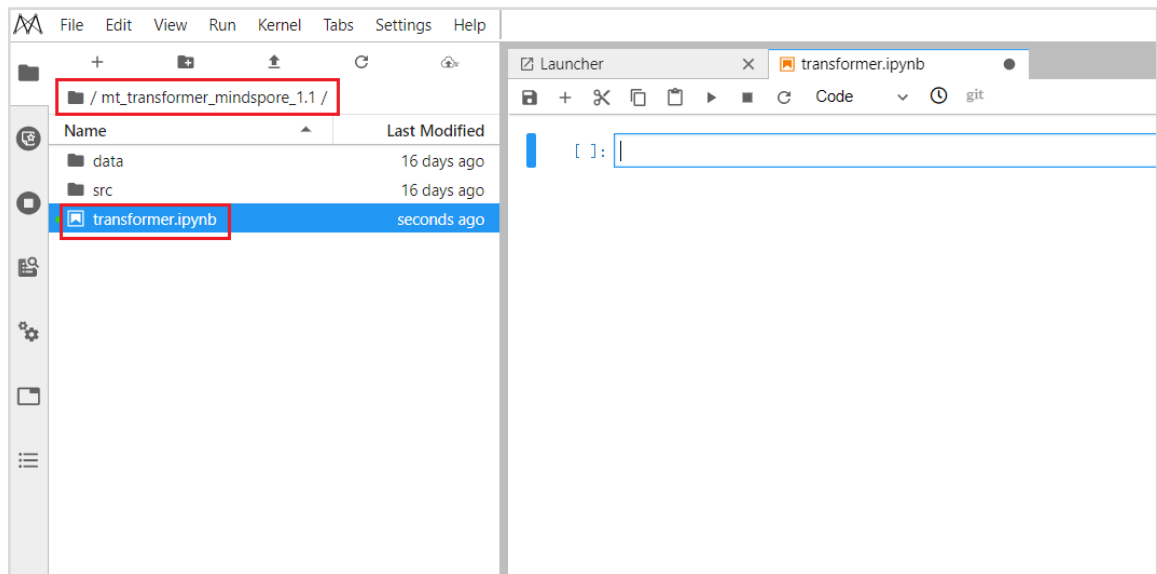 File Edit View Run Kernel Tabs Settings Help
Launcher
transformer.ipynb
/ mt_transformer_mindspore_1.1 /
Code
git
Name Last Modified
data 16 days ago
src 16 days ago
transformer.ipynb seconds ago
[ ]: